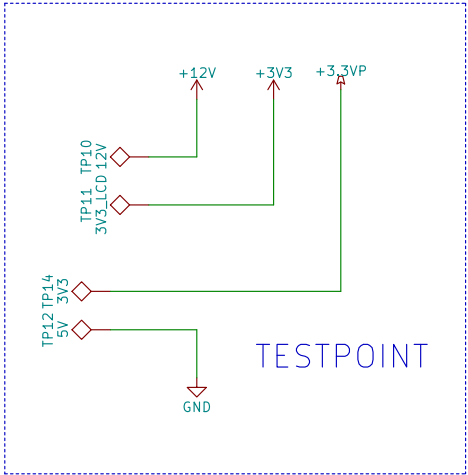 +12V
+3V3
+3.3VP
TP10
12V
TP11
3V3_LCD
TP14
3V3
TP12
5V
TESTPOINT
GND